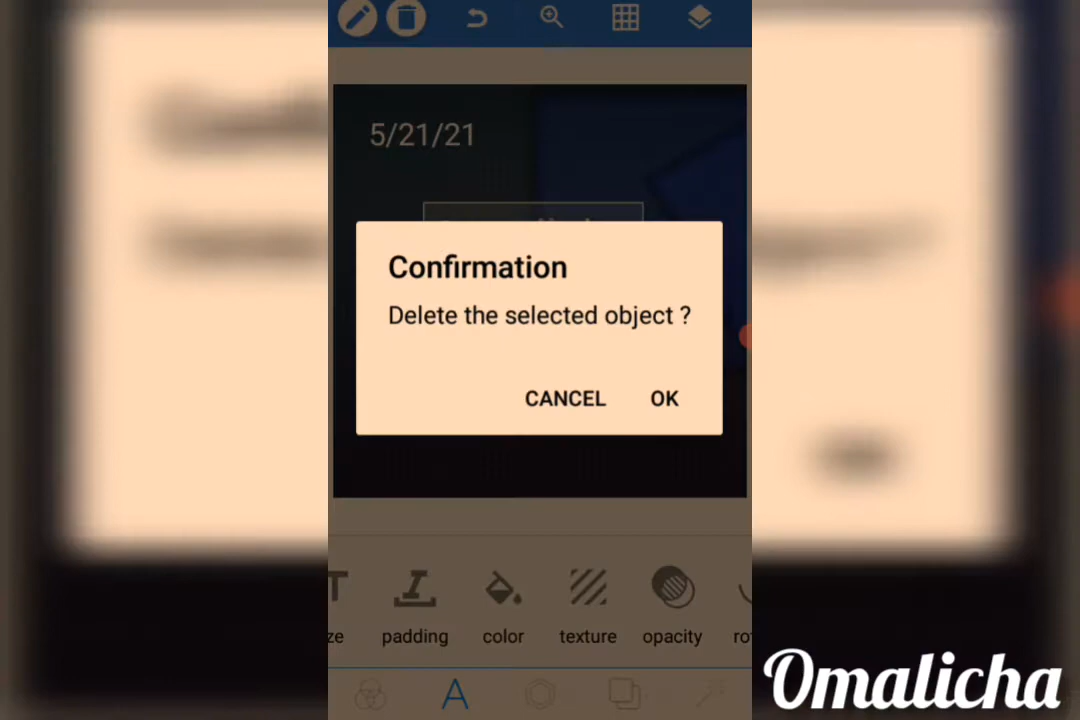 5/21/21
Confirmation
Delete the selected object ?
CANCEL OK
padding color texture opacity
Omalicha